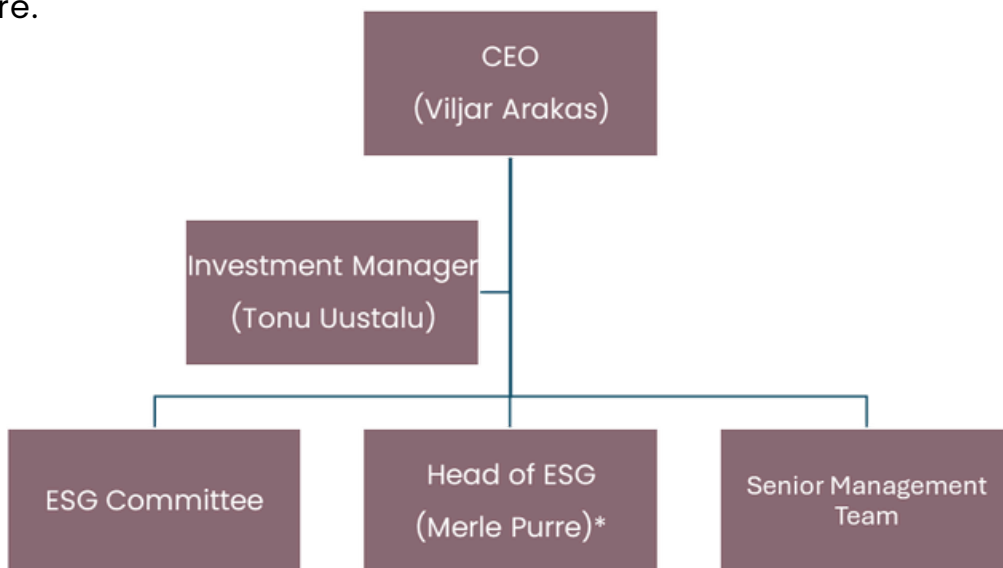 re.
CEO
(Viljar Arakas)
Investment Manager
(Tonu Uustalu)
ESG Committee
Head of ESG
(Merle Purre)*
Senior Management
Team